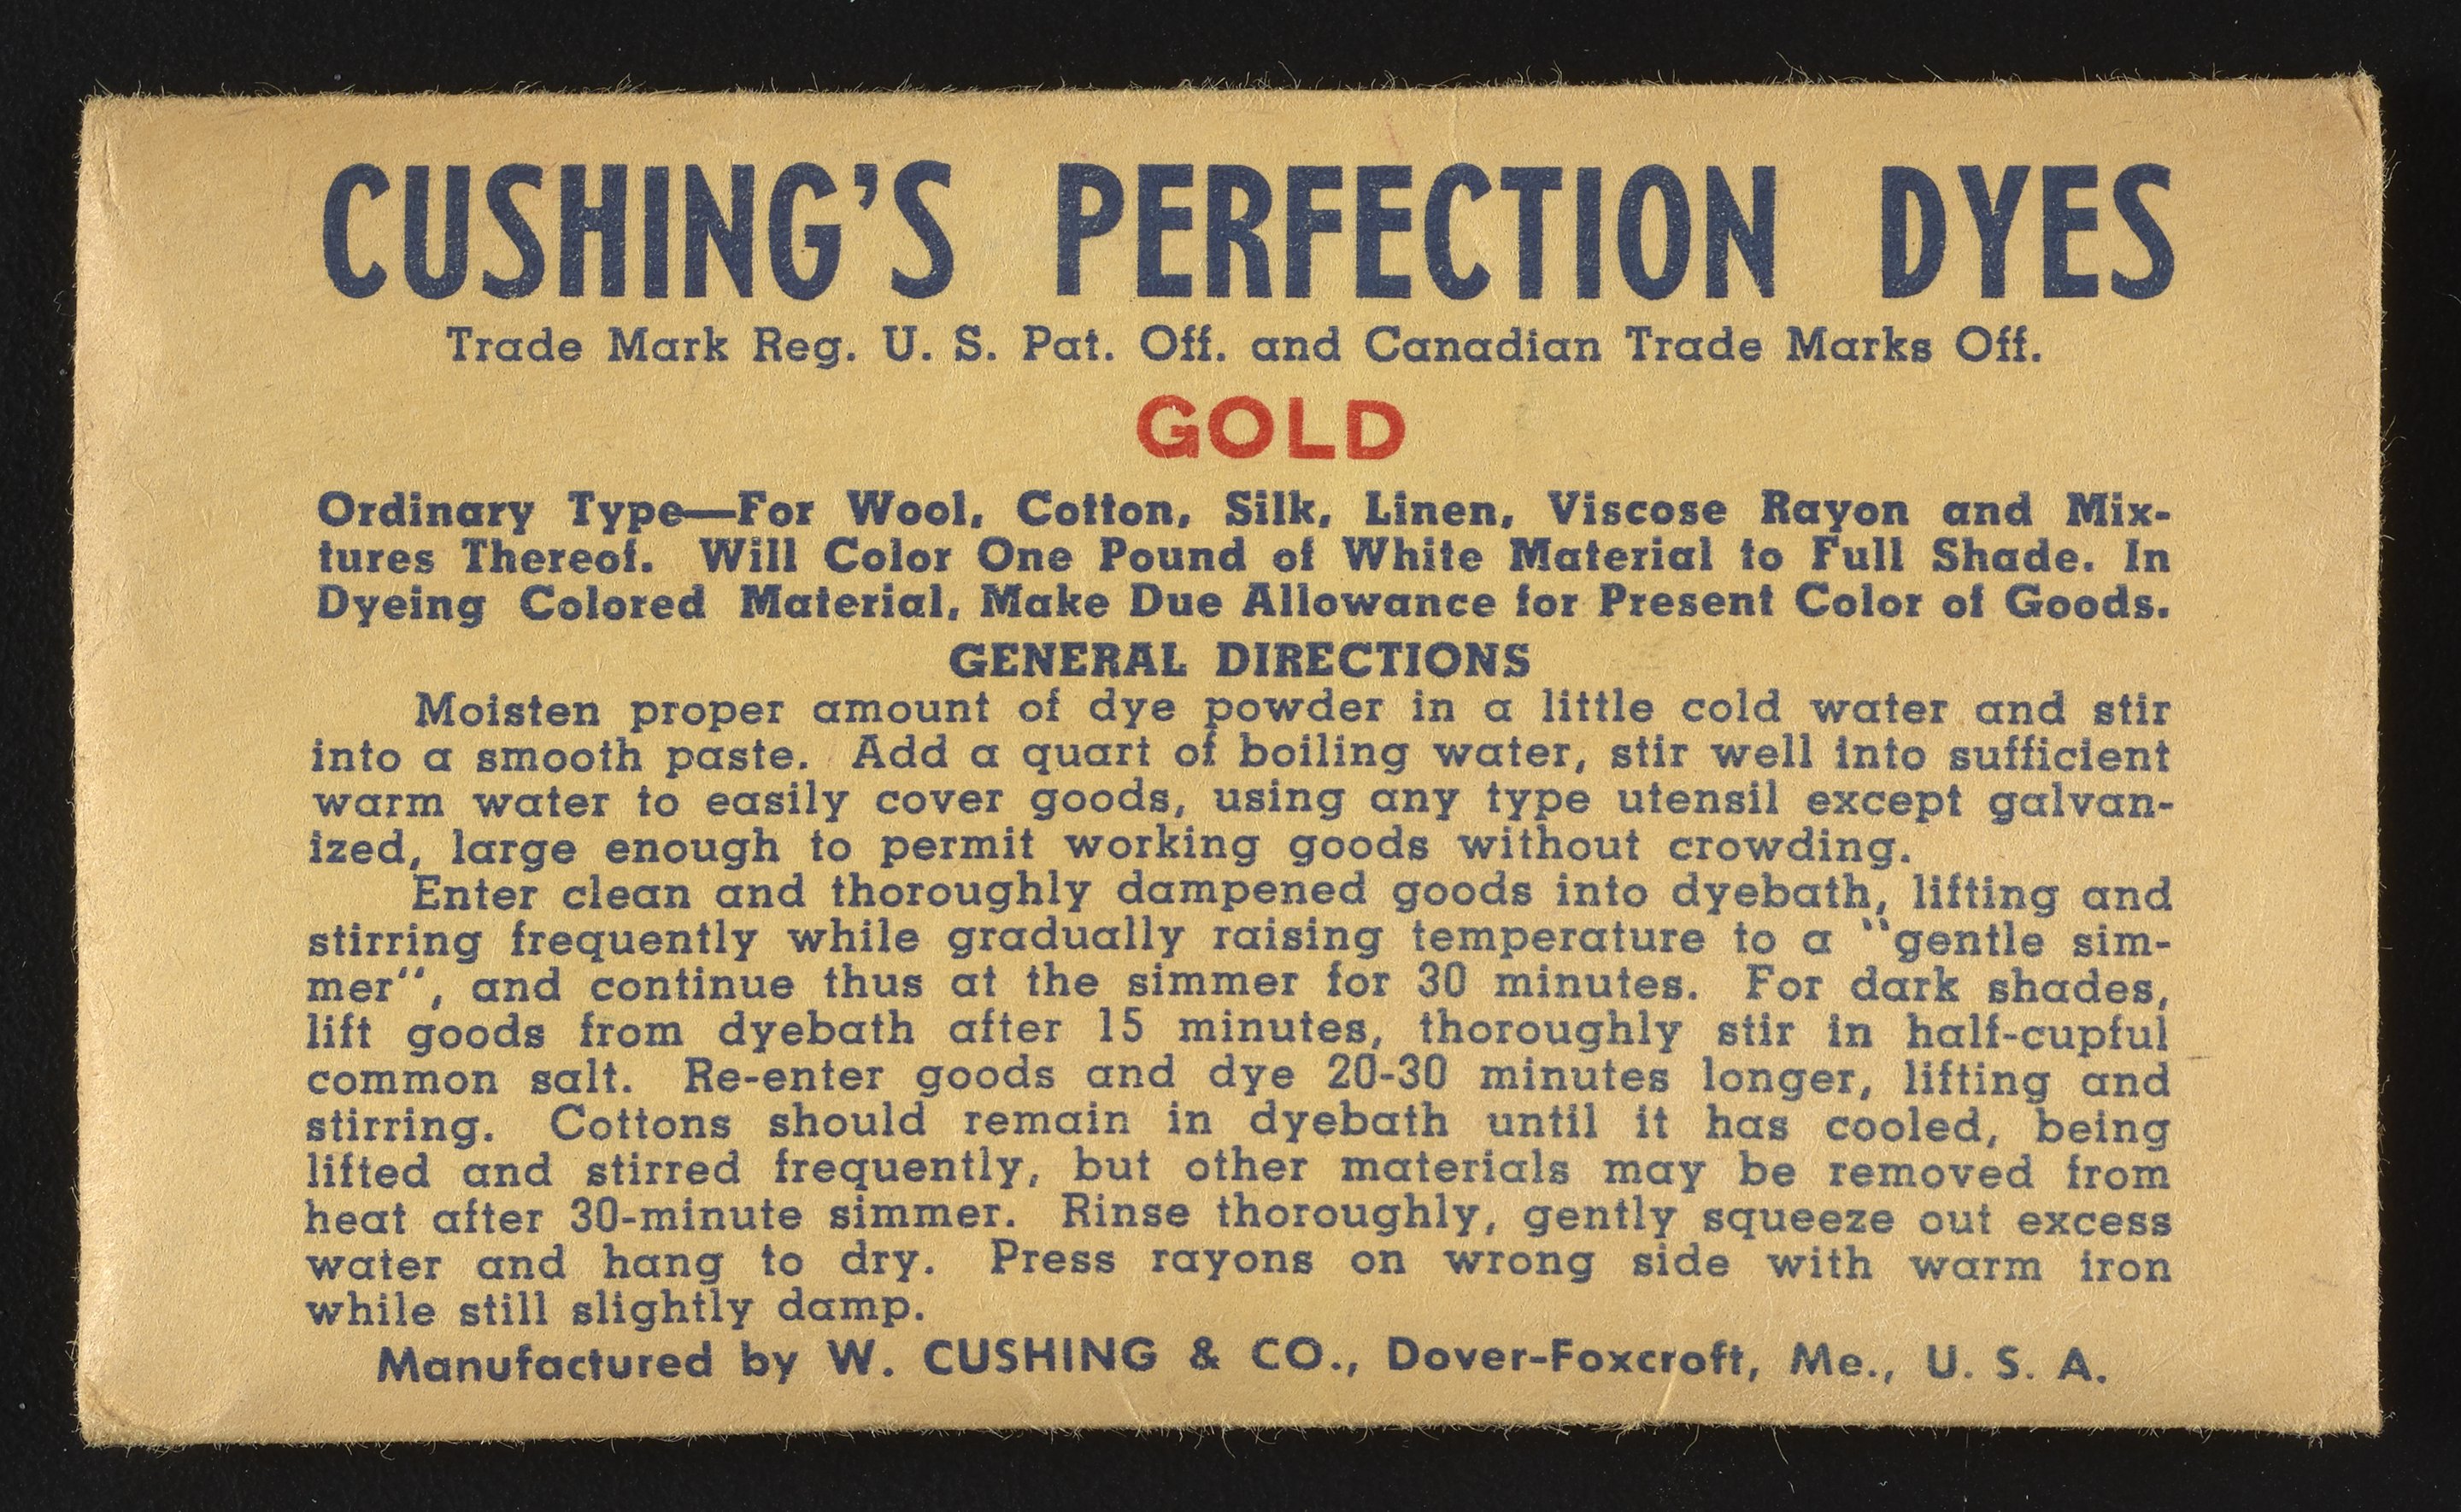 CUSHING'S PERFECTION DYES
Trade Mark Reg. U. S. Pat. Off. and Canadian Trade Marks Off.
GOLD
Ordinary Type—For Wool, Cotton, Silk, Linen, Viscose Rayon and Mix-
tures Thereof. Will Color One Pound of White Material to Full Shade. In
Dyeing Colored Material, Make Due Allowance for Present Color of Goods.
GENERAL DIRECTIONS
Moisten proper amount of dye powder in a little cold water and stir
into a smooth paste. Add a quart of boiling water, stir well into sufficient
warm water to easily cover goods, using any type utensil except galvan-
ized, large enough to permit working goods without crowding.
Enter clean and thoroughly dampened goods into dyebath, lifting and
stirring frequently while gradually raising temperature to a "gentle sim-
mer", and continue thus at the simmer for 30 minutes. For dark shades,
lift goods from dyebath after 15 minutes, thoroughly stir in half-cupful
common salt. Re-enter goods and dye 20-30 minutes longer, lifting and
stirring. Cottons should remain in dyebath until it has cooled, being
lifted and stirred frequently, but other materials may be removed from
heat after 30-minute simmer. Rinse thoroughly, gently squeeze out excess
water and hang to dry. Press rayons on wrong side with warm iron
while still slightly damp.
Manufactured by W. CUSHING & CO., Dover-Foxcroft, Me., U. S. A.